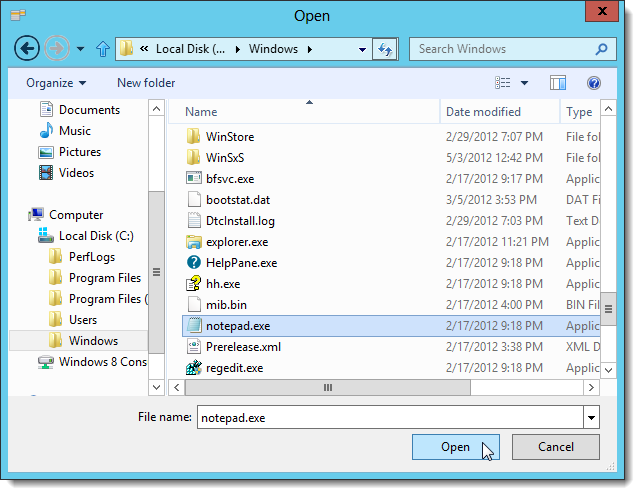 Open
« Local Disk (... ▸ Windows ▸
Search Windows
Organize
New folder
Documents
Music
Pictures
Videos
Computer
Local Disk (C:)
PerfLogs
Program Files
Program Files (
Users
Windows
Windows 8 Cons
Name Date modified Type
WinStore 2/29/2012 7:07 PM File fol
WinSxS 5/3/2012 12:42 PM File fol
bfsvc.exe 2/17/2012 9:17 PM Applic
bootstat.dat 3/5/2012 3:53 PM DAT Fi
DtcInstall.log 2/29/2012 7:03 PM Text D
explorer.exe 2/17/2012 11:21 PM Applic
HelpPane.exe 2/17/2012 9:18 PM Applic
hh.exe 2/17/2012 9:18 PM Applic
mib.bin 2/17/2012 4:00 PM BIN Fil
notepad.exe 2/17/2012 9:18 PM Applic
Prerelease.xml 2/17/2012 3:38 PM XML D
regedit.exe 2/17/2012 9:18 PM Applic
File name: notepad.exe
Open
Cancel